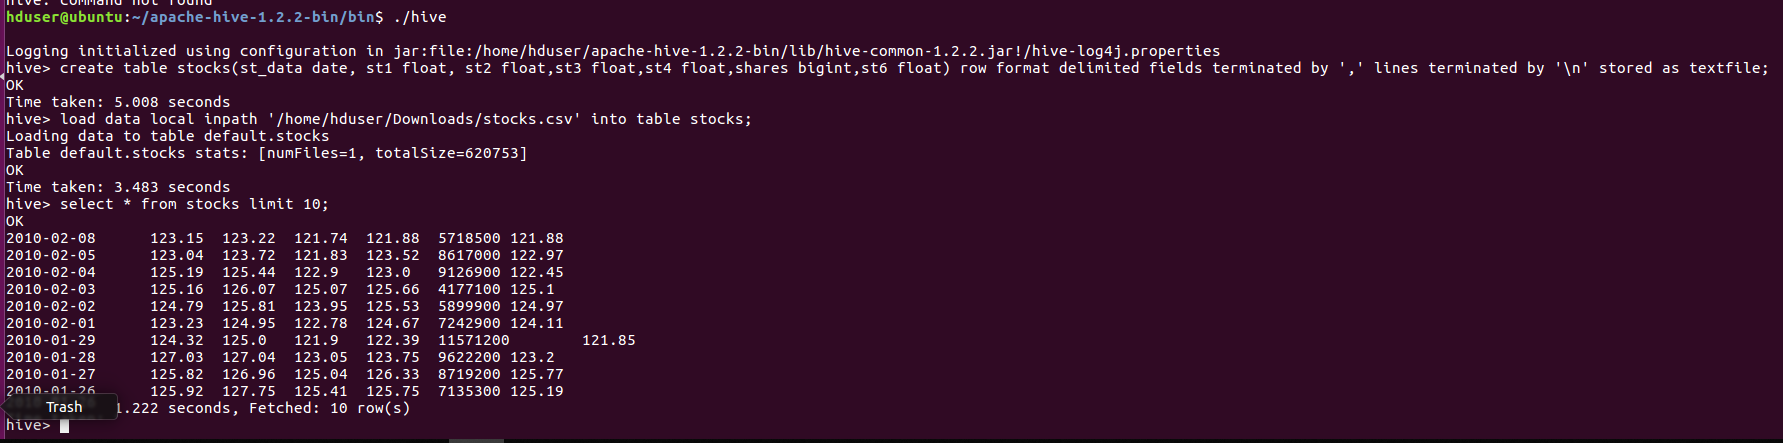 hive: command not found
hduser@ubuntu:~/apache-hive-1.2.2-bin/bin$ ./hive
Logging initialized using configuration in jar:file:/home/hduser/apache-hive-1.2.2-bin/lib/hive-common-1.2.2.jar!/hive-log4j.properties
hive> create table stocks(st_data date, st1 float, st2 float,st3 float,st4 float,shares bigint,st6 float) row format delimited fields terminated by ',' lines terminated by '\n' stored as textfile;
OK
Time taken: 5.008 seconds
hive> load data local inpath '/home/hduser/Downloads/stocks.csv' into table stocks;
Loading data to table default.stocks
Table default.stocks stats: [numFiles=1, totalSize=620753]
OK
Time taken: 3.483 seconds
hive> select * from stocks limit 10;
OK
2010-02-08 123.15 123.22 121.74 121.88 5718500 121.88
2010-02-05 123.04 123.72 121.83 123.52 8617000 122.97
2010-02-04 125.19 125.44 122.9 123.0 9126900 122.45
2010-02-03 125.16 126.07 125.07 125.66 4177100 125.1
2010-02-02 124.79 125.81 123.95 125.53 5899900 124.97
2010-02-01 123.23 124.95 122.78 124.67 7242900 124.11
2010-01-29 124.32 125.0 121.9 122.39 11571200 121.85
2010-01-28 127.03 127.04 123.05 123.75 9622200 123.2
2010-01-27 125.82 126.96 125.04 126.33 8719200 125.77
2010-01-26 125.92 127.75 125.41 125.75 7135300 125.19
Trash 1.222 seconds, Fetched: 10 row(s)
hive>